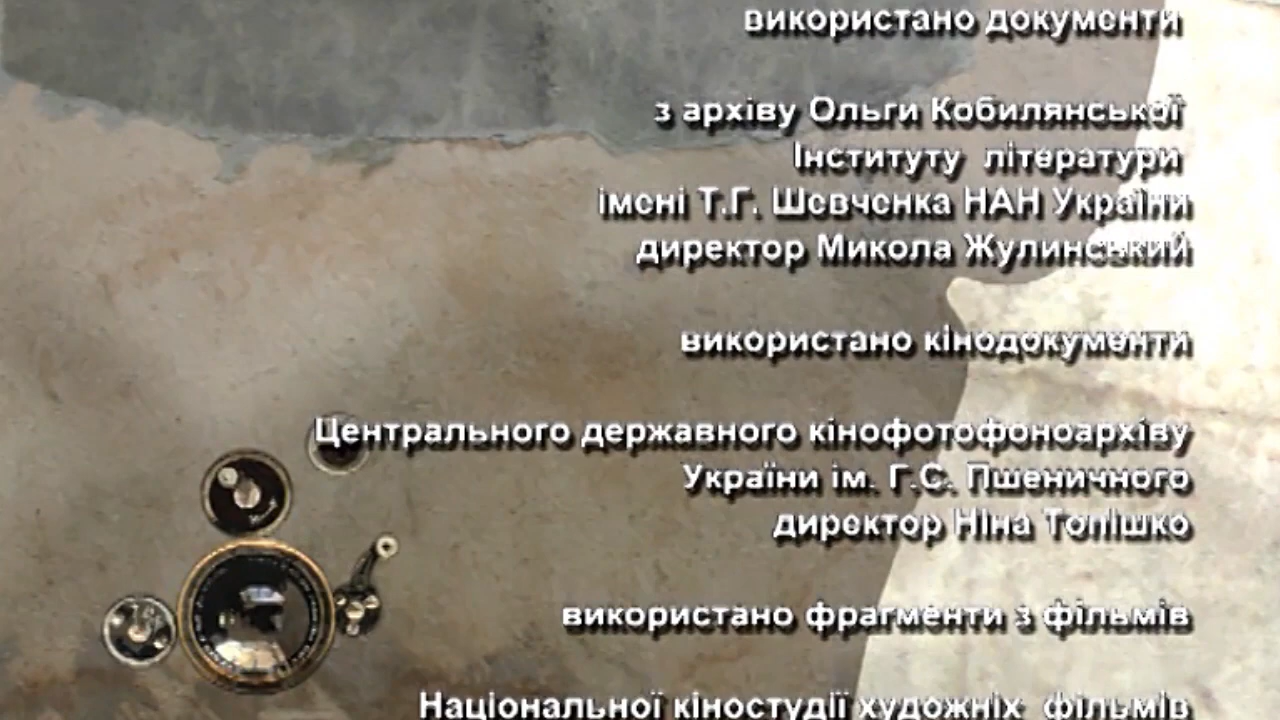 використано документи
з архіву Ольги Кобилянської
Інституту літератури
імені Т.Г. Шевченка НАН України
директор Микола Жулинський
використано кінодокументи
Центрального державного кінофотофоноархіву
України ім. Г.С. Пшеничного
директор Ніна Топішко
використано фрагменти з фільмів
Національної кіностудії художніх фільмів